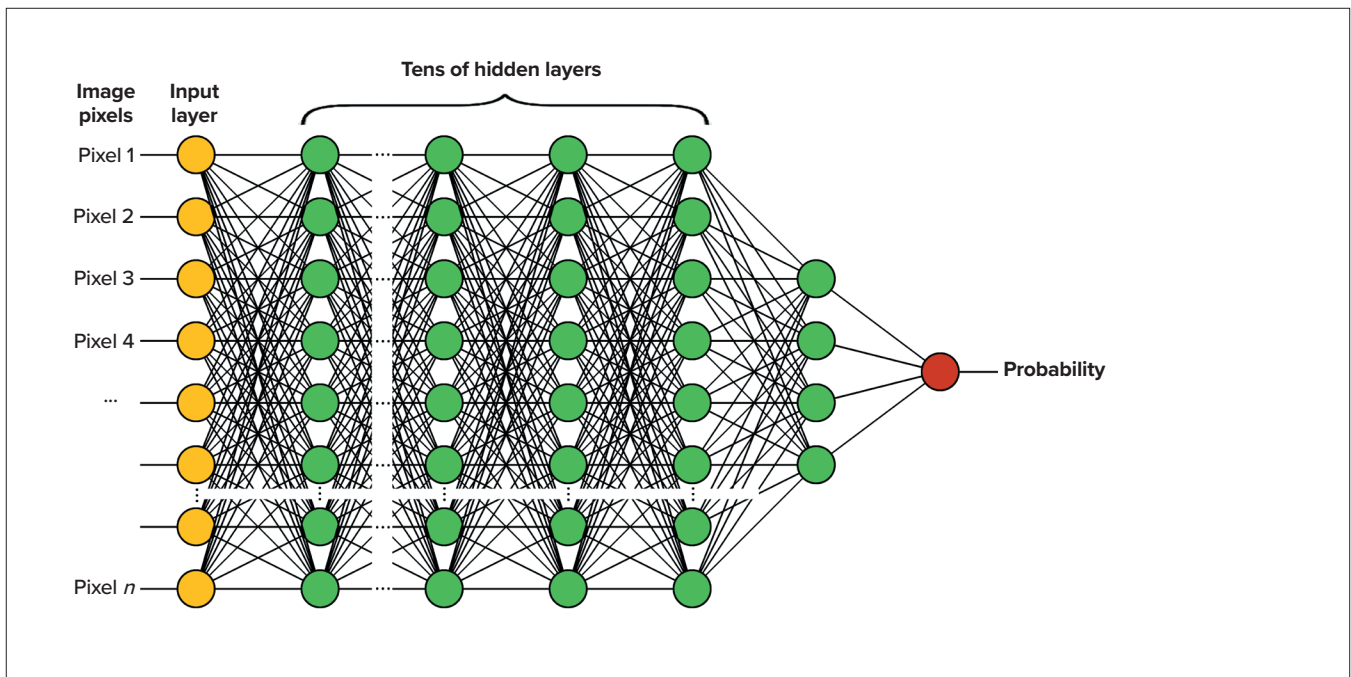 Tens of hidden layers
Image
pixels
Input
layer
Pixel 1
Pixel 2
Pixel 3
Pixel 4
...
Pixel n
Probability